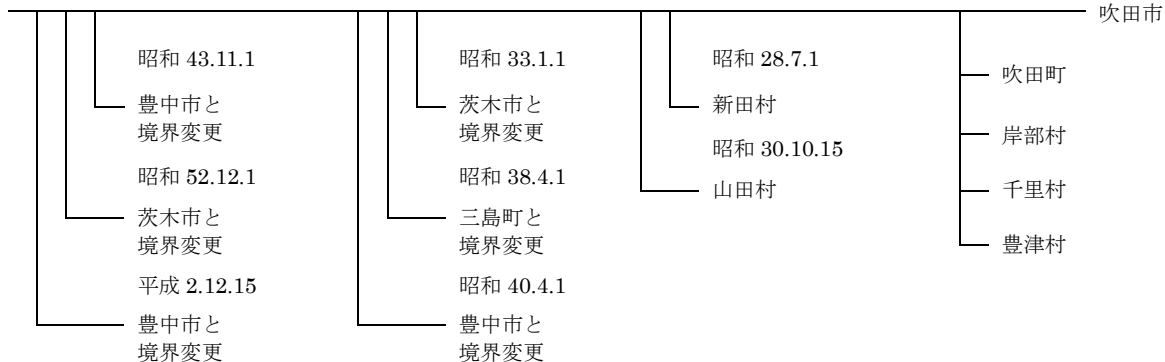 吹田市
吹田町
岸部村
千里村
豊津村
昭和 28.7.1
新田村
昭和 30.10.15
山田村
昭和 33.1.1
茨木市と
境界変更
昭和 38.4.1
三島町と
境界変更
昭和 40.4.1
豊中市と
境界変更
昭和 43.11.1
豊中市と
境界変更
昭和 52.12.1
茨木市と
境界変更
平成 2.12.15
豊中市と
境界変更